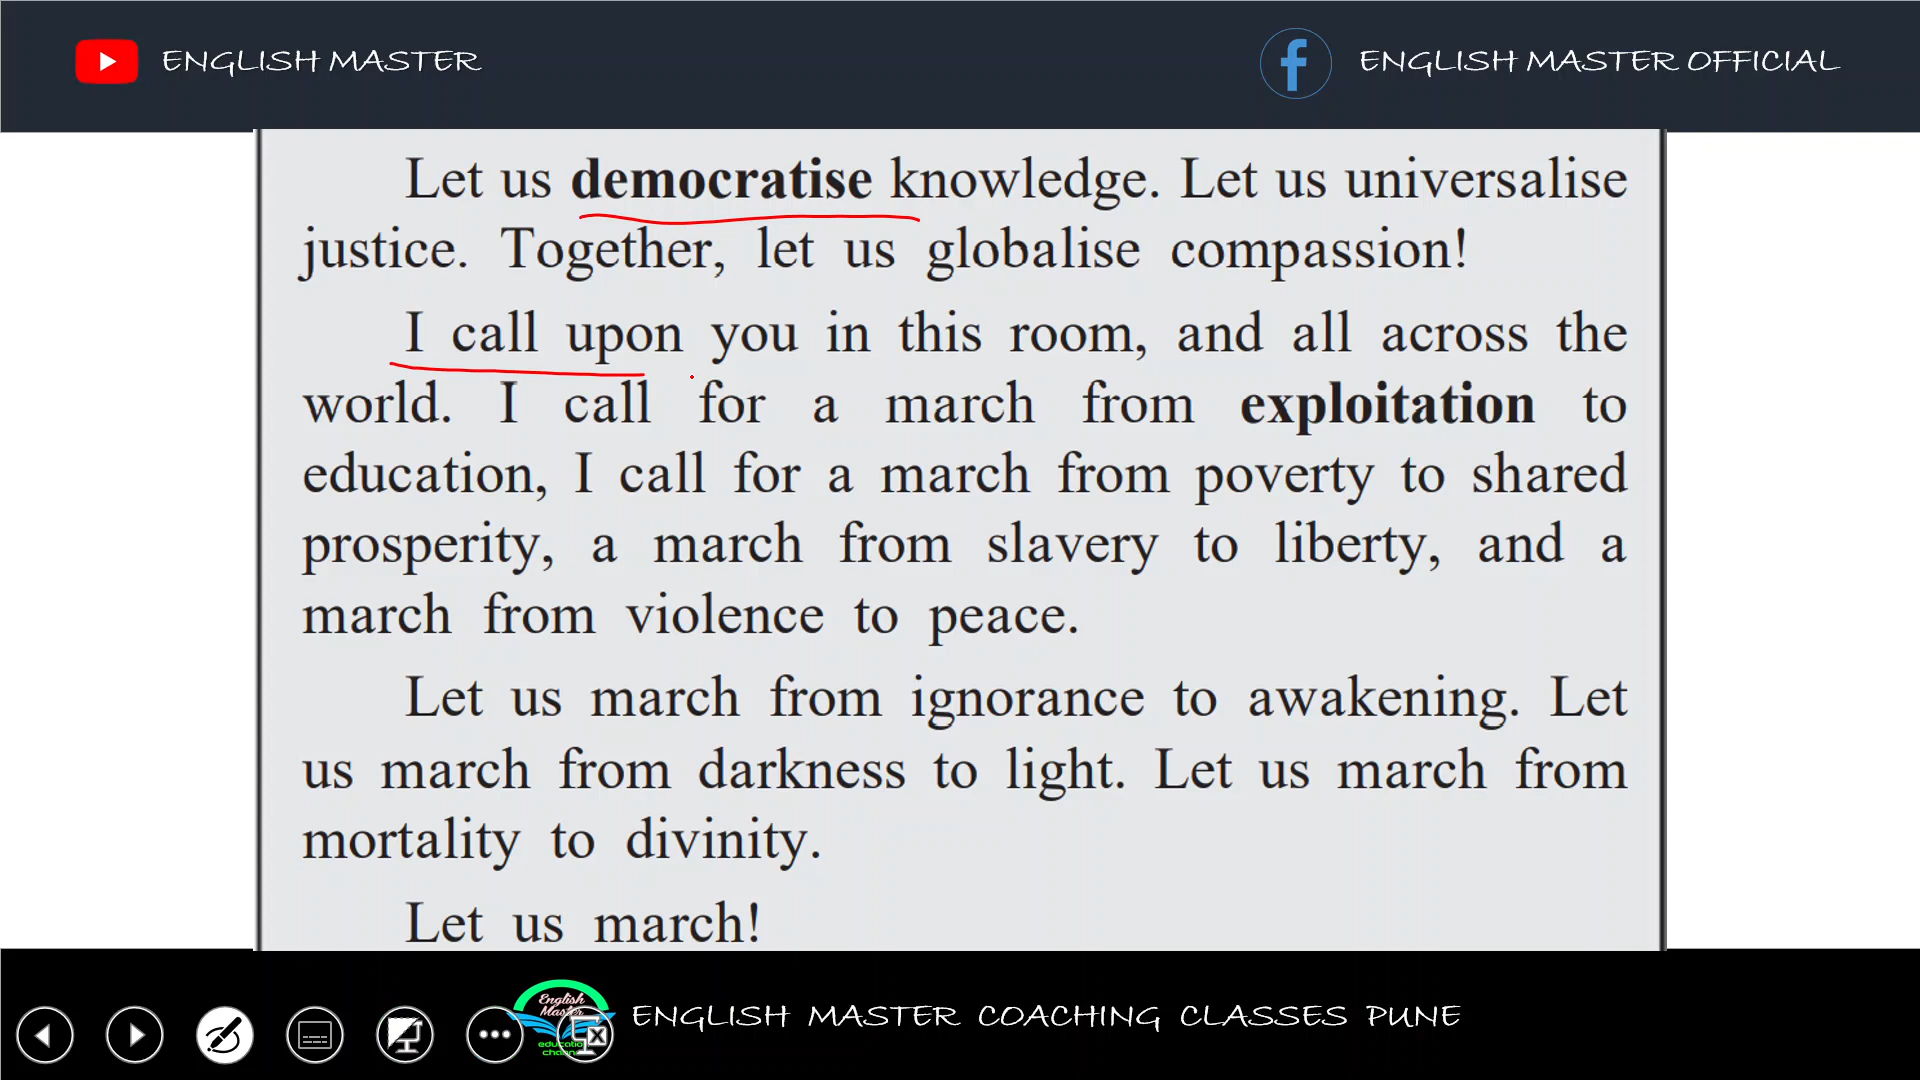 ENGLISH MASTER
ENGLISH MASTER OFFICIAL
Let us democratise knowledge. Let us universalise
justice. Together, let us globalise compassion!
I call upon you in this room, and all across the
world. I call for a march from exploitation to
education, I call for a march from poverty to shared
prosperity, a march from slavery to liberty, and a
march from violence to peace.
Let us march from ignorance to awakening. Let
us march from darkness to light. Let us march from
mortality to divinity.
Let us march!
English
Master
ENGLISH MASTER COACHING CLASSES PUNE